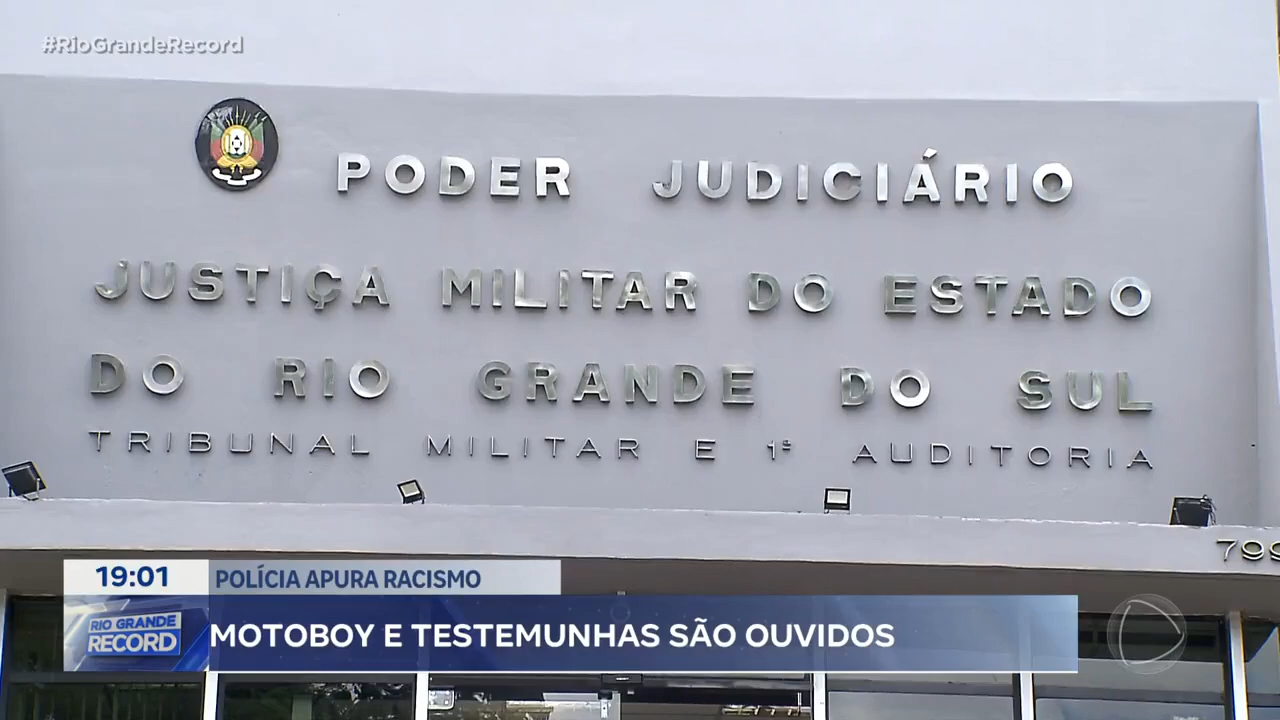 #RioGrandeRecord
PODER JUDICIÁRIO
JUSTIÇA MILITAR DO ESTADO
DO RIO GRANDE DO SUL
TRIBUNAL MILITAR E 1ª AUDITORIA
799
19:01
POLÍCIA APURA RACISMO
RIO GRANDE
RECORD
MOTOBOY E TESTEMUNHAS SÃO OUVIDOS